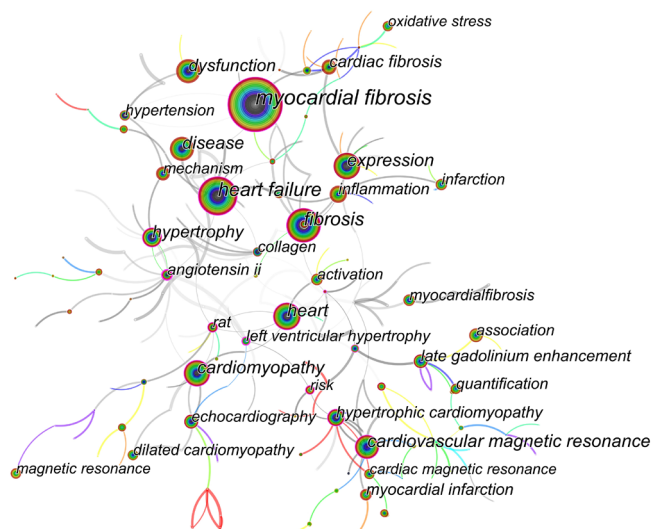 oxidative stress
cardiac fibrosis
dysfunction
myocardial fibrosis
hypertension
disease
expression
mechanism
infarction
heart failure
inflammation
fibrosis
hypertrophy
collagen
angiotensin ii
activation
myocardialfibrosis
heart
rat
association
left ventricular hypertrophy
late gadolinium enhancement
cardiomyopathy
risk
quantification
echocardiography
hypertrophic cardiomyopathy
cardiovascular magnetic resonance
dilated cardiomyopathy
magnetic resonance
cardiac magnetic resonance
myocardial infarction